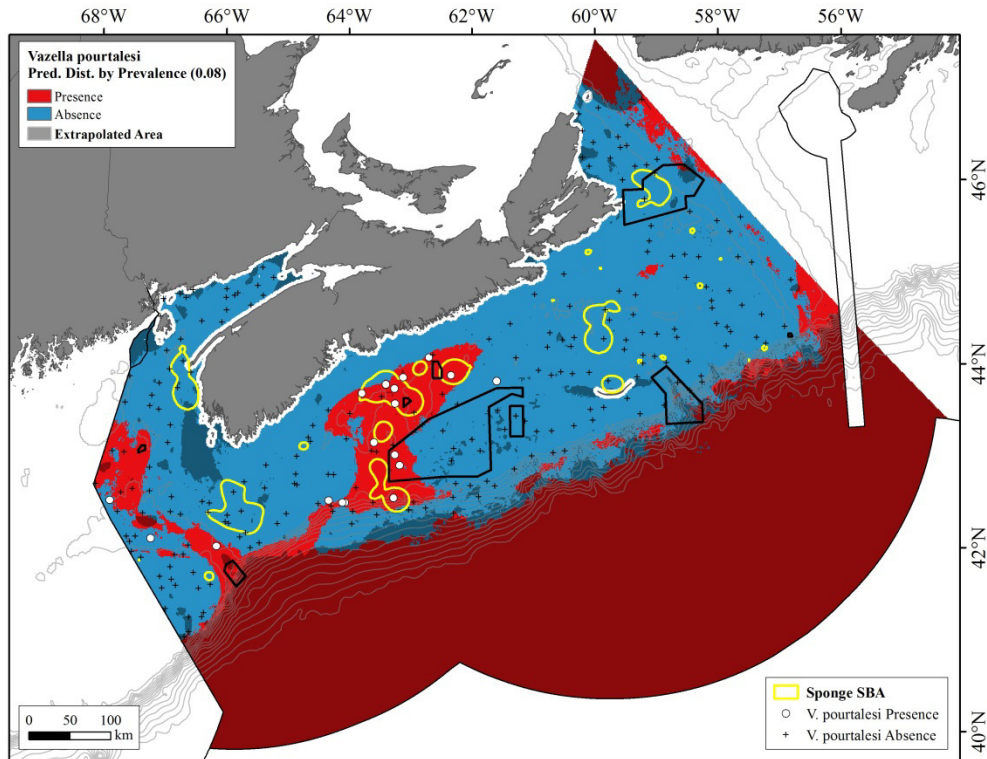 68°W 66°W 64°W 62°W 60°W 58°W 56°W
Vazella pourtalesi
Pred. Dist. by Prevalence (0.08)
Presence
Absence
Extrapolated Area
46°N
44°N
42°N
40°N
0 50 100
km
Sponge SBA
V. pourtalesi Presence
V. pourtalesi Absence